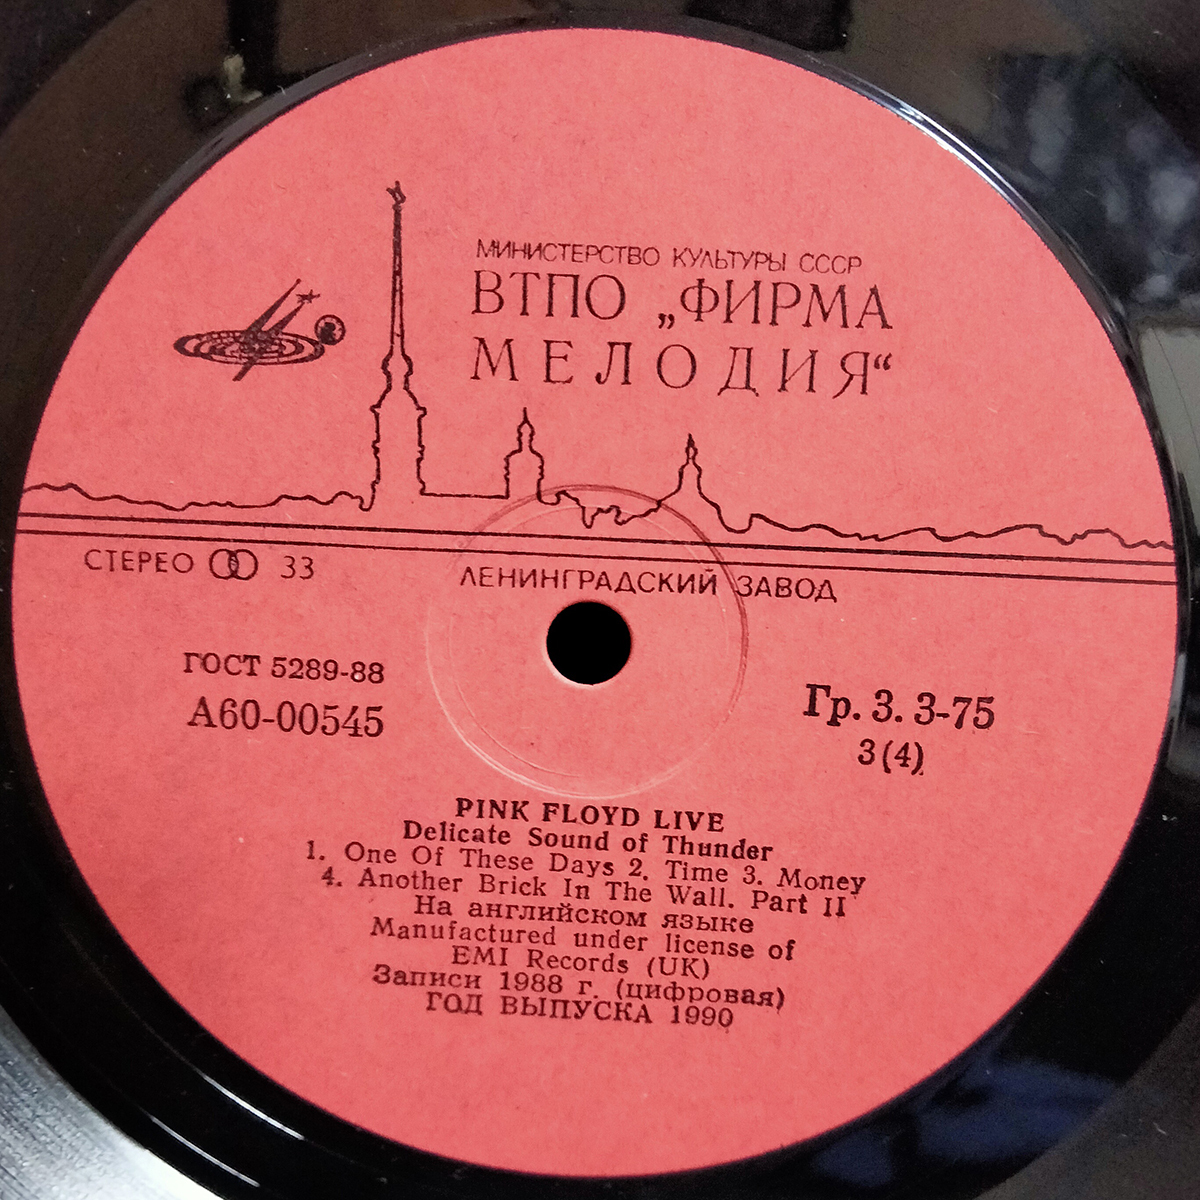 МИНИСТЕРСТВО КУЛЬТУРЫ СССР
ВТПО „ФИРМА
МЕЛОДИЯ“
СТЕРЕО 33
ЛЕНИНГРАДСКИЙ ЗАВОД
ГОСТ 5289-88
А60-00545
Гр. 3. 3-75
3(4)
PINK FLOYD LIVE
Delicate Sound of Thunder
1. One Of These Days 2. Time 3. Money
4. Another Brick In The Wall. Part II
На английском языке
Manufactured under license of
EMI Records (UK)
Записи 1988 г. (цифровая)
ГОД ВЫПУСКА 1990